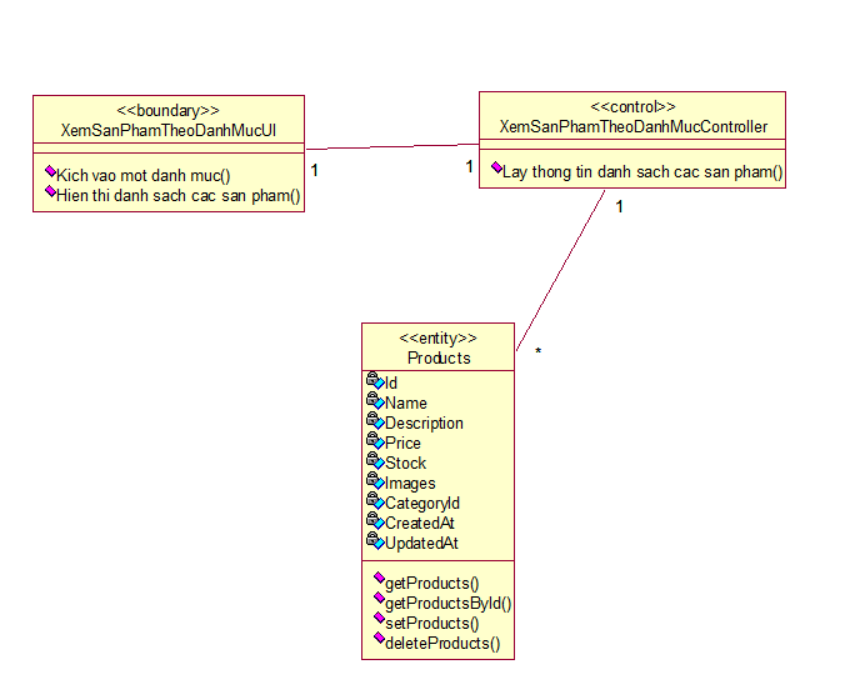 <<boundary>>
XemSanPhamTheoDanhMucUI
Kich vao mot danh muc()
Hien thi danh sach cac san pham()
1
1
<<control>>
XemSanPhamTheoDanhMucController
Lay thong tin danh sach cac san pham()
1
*
<<entity>>
Products
Id
Name
Description
Price
Stock
Images
CategoryId
CreatedAt
UpdatedAt
getProducts()
getProductsById()
setProducts()
deleteProducts()